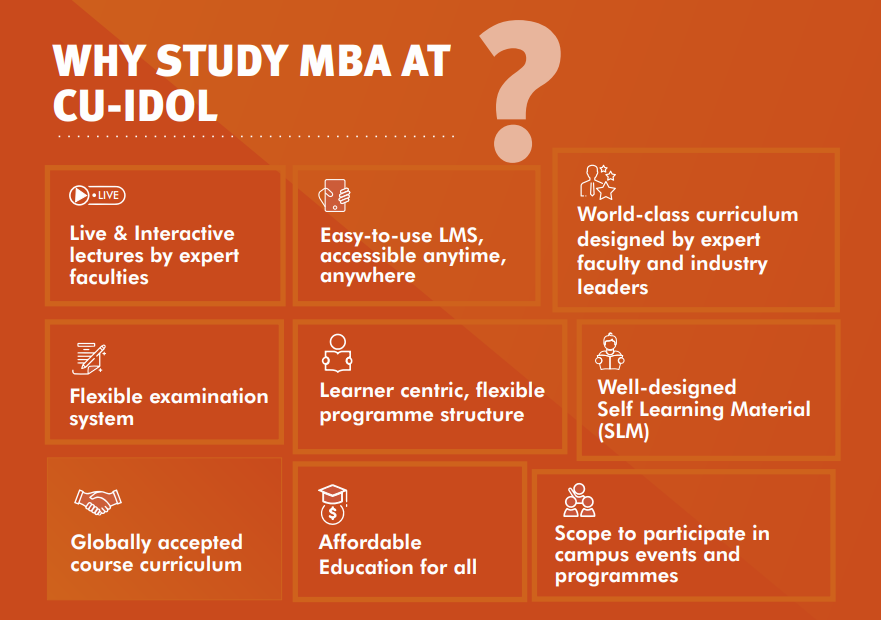 WHY STUDY MBA AT
CU-IDOL
?
• LIVE
Live & Interactive
lectures by expert
faculties
Easy-to-use LMS,
accessible anytime,
anywhere
World-class curriculum
designed by expert
faculty and industry
leaders
Flexible examination
system
Learner centric, flexible
programme structure
Well-designed
Self Learning Material
(SLM)
Globally accepted
course curriculum
$
Affordable
Education for all
Scope to participate in
campus events and
programmes